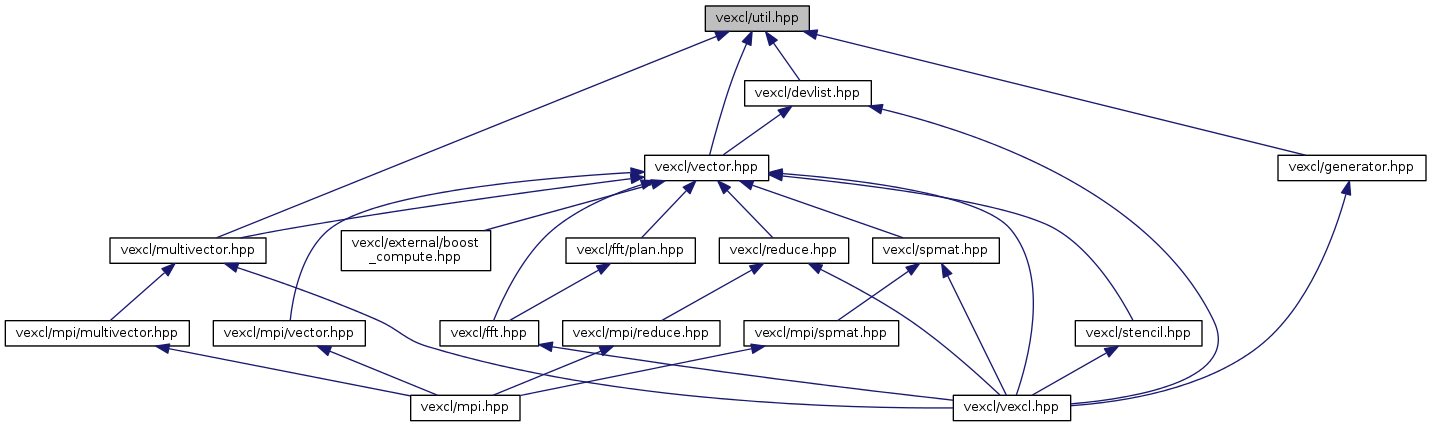 vexcl/util.hpp
vexcl/devlist.hpp
vexcl/vector.hpp
vexcl/generator.hpp
vexcl/multivector.hpp
vexcl/external/boost
_compute.hpp
vexcl/fft/plan.hpp
vexcl/reduce.hpp
vexcl/spmat.hpp
vexcl/mpi/multivector.hpp
vexcl/mpi/vector.hpp
vexcl/fft.hpp
vexcl/mpi/reduce.hpp
vexcl/mpi/spmat.hpp
vexcl/stencil.hpp
vexcl/mpi.hpp
vexcl/vexcl.hpp